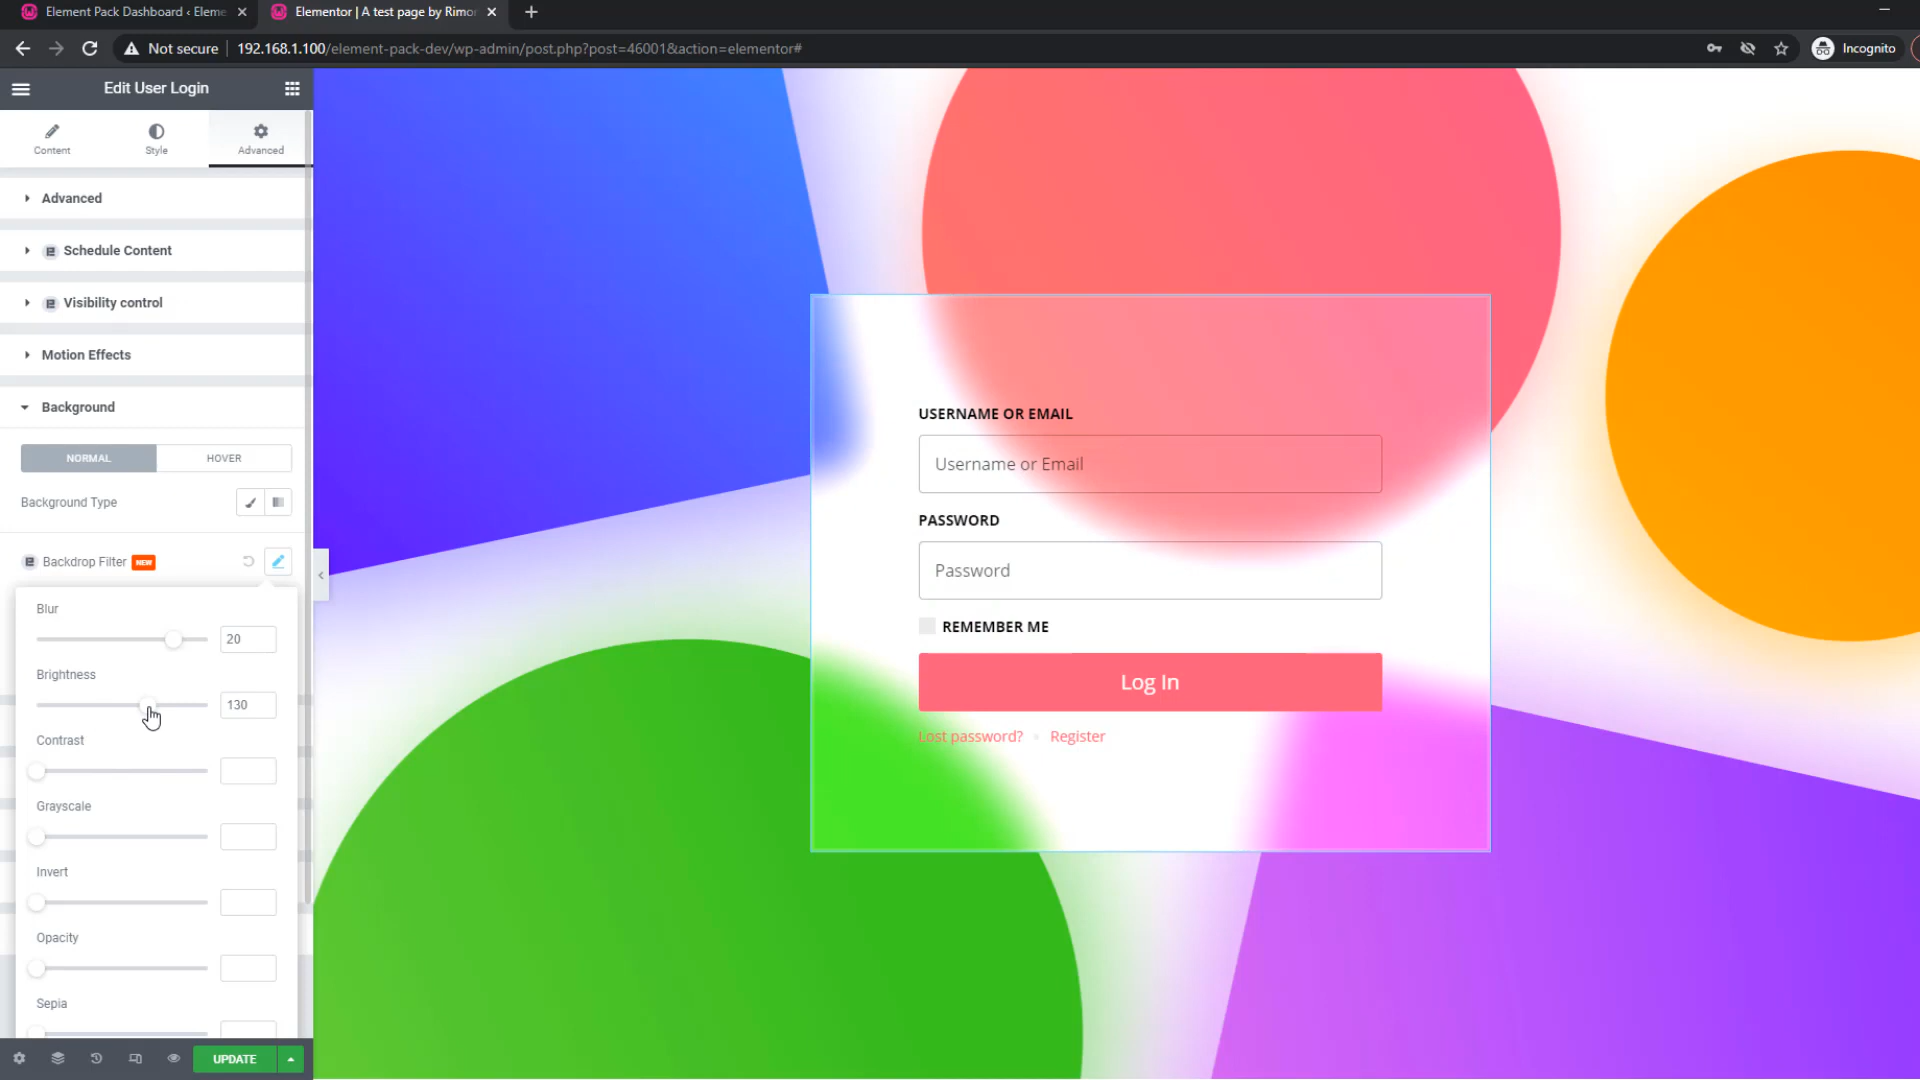 Element Pack Dashboard ‹ Eleme
Elementor | A test page by Rimo
Not secure
192.168.1.100/element-pack-dev/wp-admin/post.php?post=46001&action=elementor#
Incognito
Edit User Login
Content
Style
Advanced
Advanced
Schedule Content
Visibility control
Motion Effects
Background
NORMAL
HOVER
Background Type
Backdrop Filter
NEW
Blur
20
Brightness
130
Contrast
Grayscale
Invert
Opacity
Sepia
UPDATE
USERNAME OR EMAIL
Username or Email
PASSWORD
Password
REMEMBER ME
Log In
Lost password?
Register